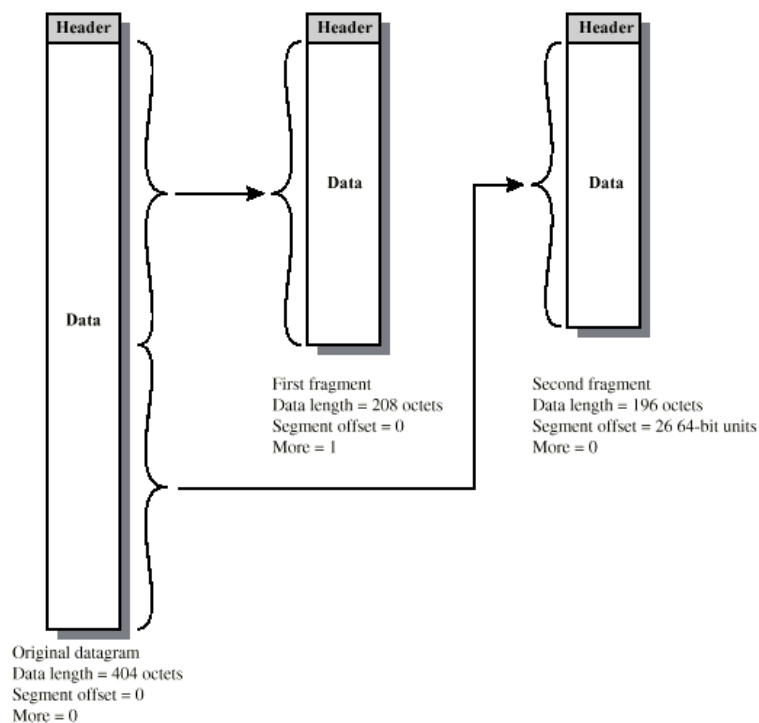 Header
Header
Header
Data
Data
Data
First fragment
Data length = 208 octets
Segment offset = 0
More = 1
Second fragment
Data length = 196 octets
Segment offset = 26 64-bit units
More = 0
Original datagram
Data length = 404 octets
Segment offset = 0
More = 0